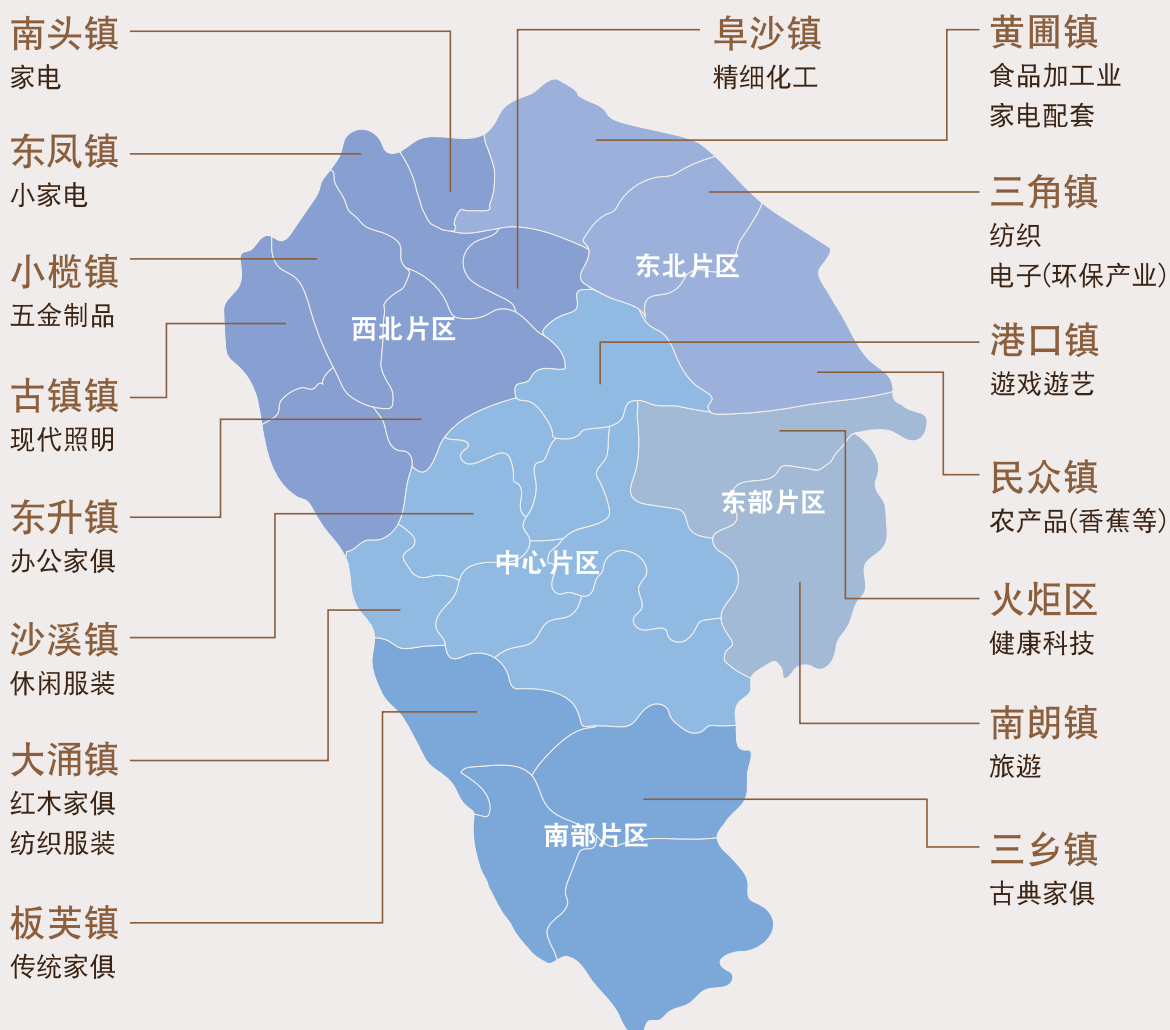 南头镇
家电
东凤镇
小家电
小榄镇
五金制品
古镇镇
现代照明
东升镇
办公家俱
沙溪镇
休闲服装
大涌镇
红木家俱
纺织服装
板芙镇
传统家俱
阜沙镇
精细化工
黄圃镇
食品加工业
家电配套
三角镇
纺织
电子(环保产业)
港口镇
遊戏遊艺
民众镇
农产品(香蕉等)
火炬区
健康科技
南朗镇
旅遊
三乡镇
古典家俱
东北片区
西北片区
东部片区
中心片区
南部片区